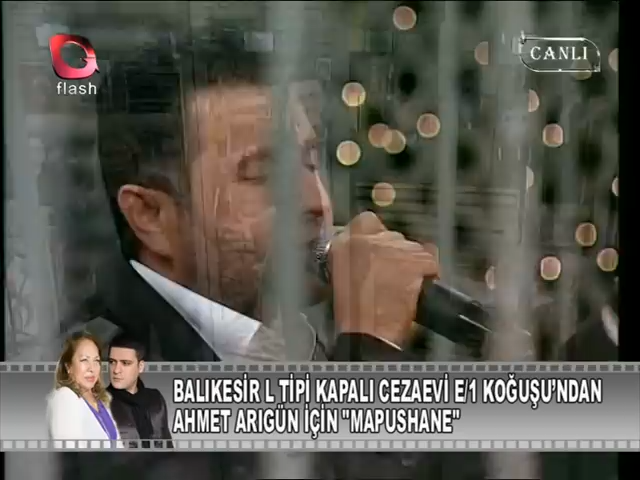 flash
CANLI
BALIKESİR L TİPİ KAPALI CEZAEVİ E/1 KOĞUŞU'NDAN
AHMET ARIGÜN İÇİN "MAPUSHANE"